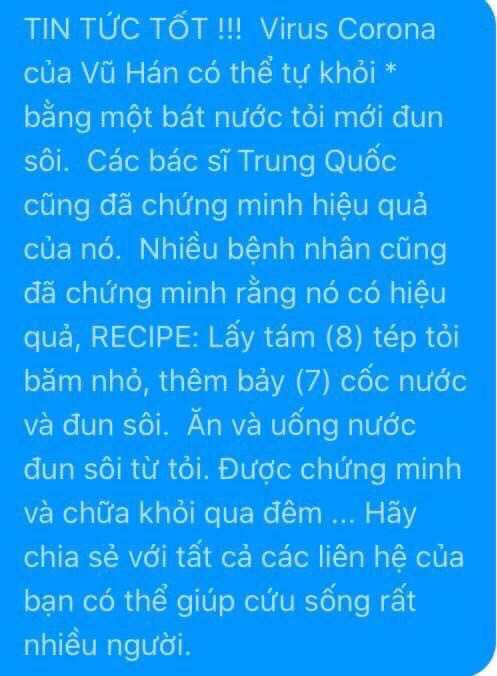 TIN TỨC TỐT !!!  Virus Corona
của Vũ Hán có thể tự khỏi *
bằng một bát nước tỏi mới đun
sôi.  Các bác sĩ Trung Quốc
cũng đã chứng minh hiệu quả
của nó.  Nhiều bệnh nhân cũng
đã chứng minh rằng nó có hiệu
quả, RECIPE: Lấy tám (8) tép tỏi
băm nhỏ, thêm bảy (7) cốc nước
và đun sôi.  Ăn và uống nước
đun sôi từ tỏi. Được chứng minh
và chữa khỏi qua đêm ... Hãy
chia sẻ với tất cả các liên hệ của
bạn có thể giúp cứu sống rất
nhiều người.